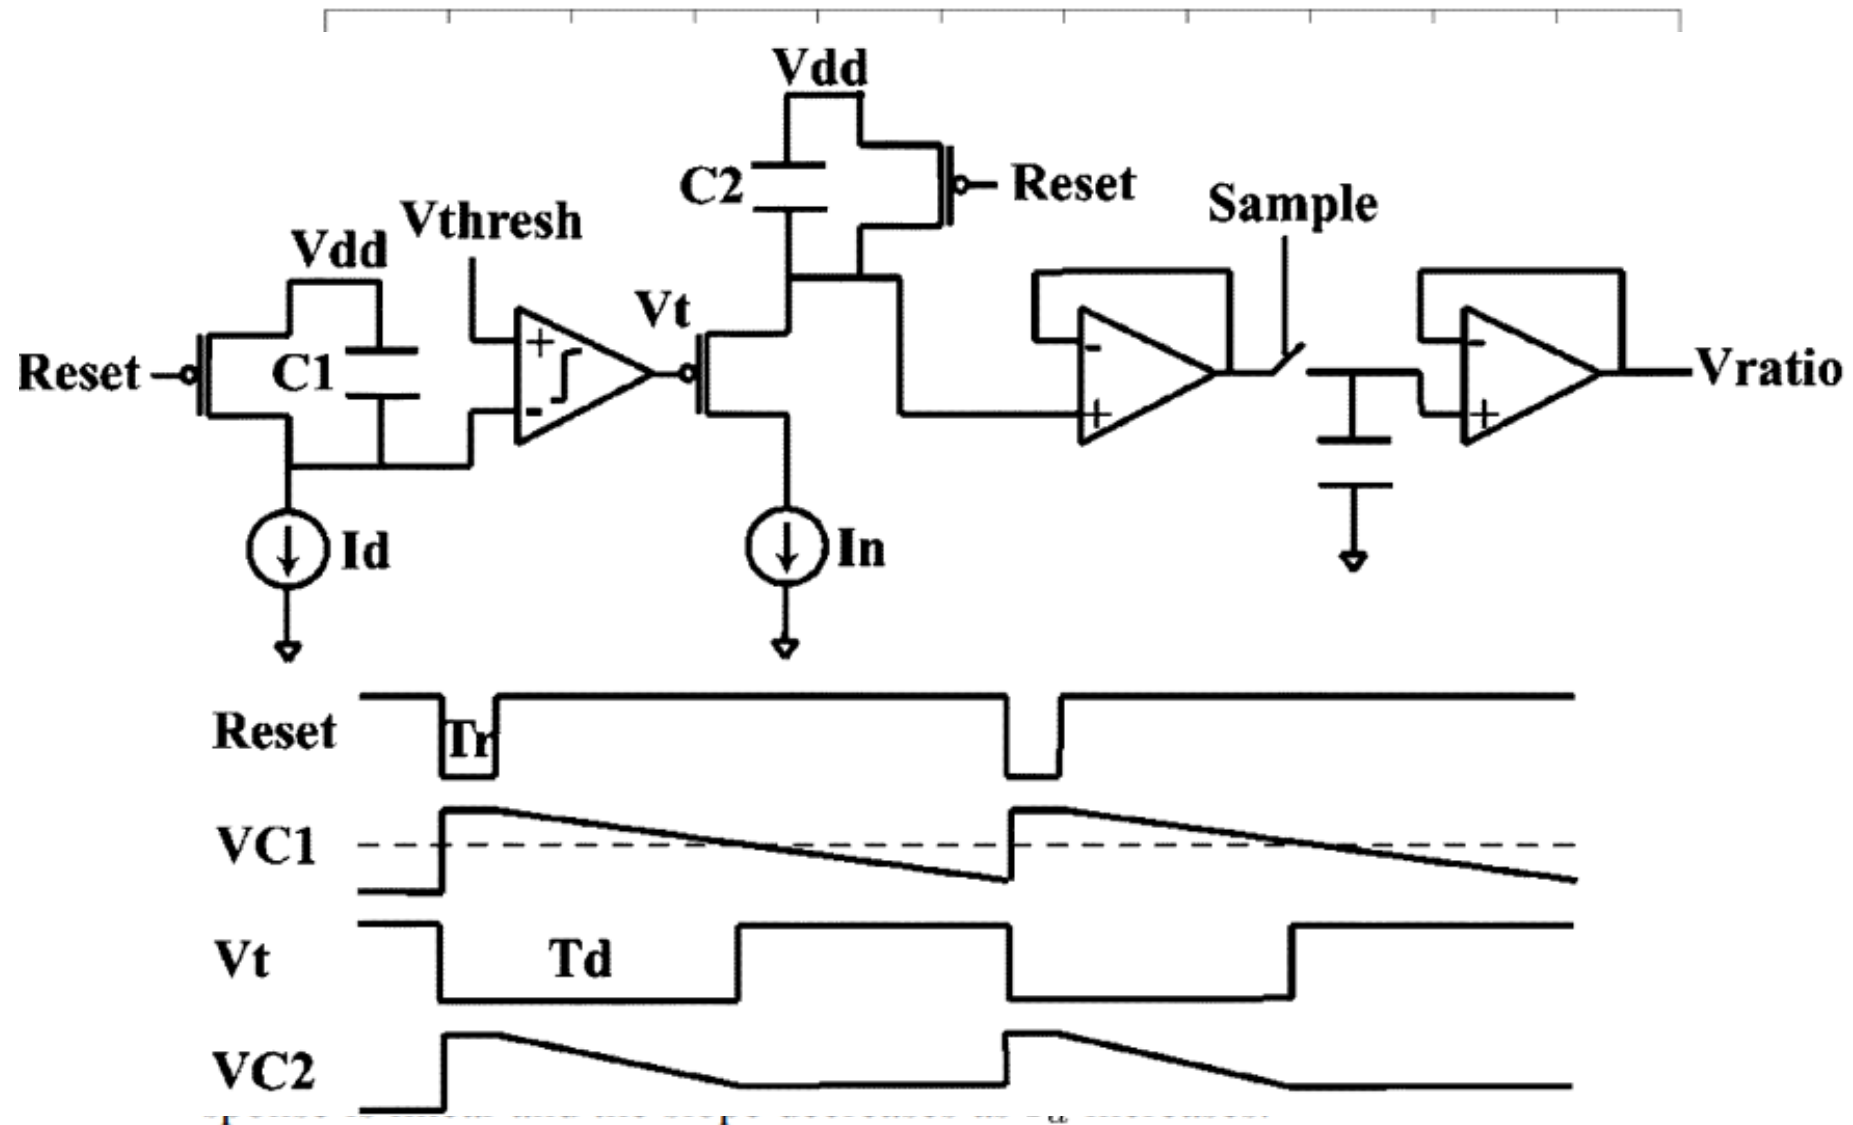 Vdd
C2
Reset
Vthresh
Sample
Vdd
Vt
Reset
C1
+
-
-
+
-
+
Vratio
Id
In
Reset
Tr
VC1
Vt
Td
VC2